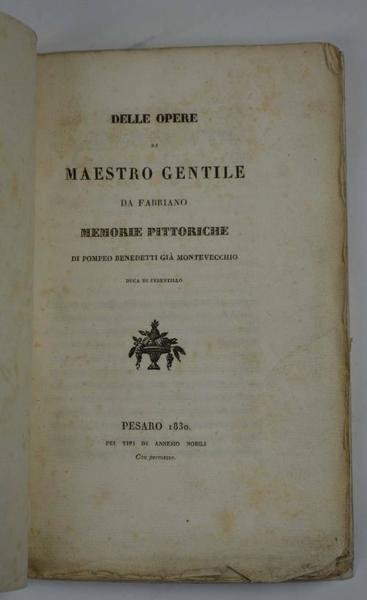 DELLE OPERE
DI
MAESTRO GENTILE
DA FABRIANO
MEMORIE PITTORICHE
DI POMPEO BENEDETTI GIÀ MONTEVECCHIO
DUCA DI FERENTILLO
PESARO 1830.
PEI TIPI DI ANNESIO NOBILI
Con permesso.